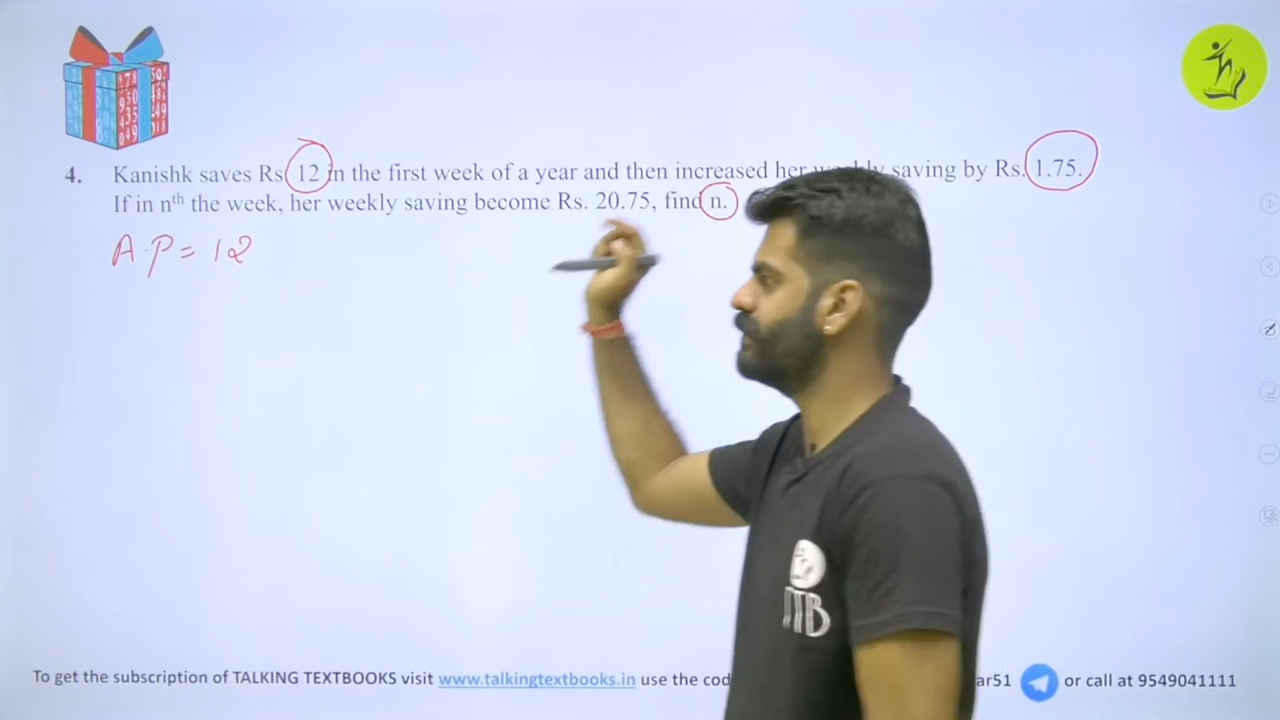 4. Kanishk saves Rs 12 in the first week of a year and then increased her weekly saving by Rs. 1.75.
If in nth the week, her weekly saving become Rs. 20.75, find n.
A.P = 12
TTB
To get the subscription of TALKING TEXTBOOKS visit www.talkingtextbooks.in use the cod ar51 or call at 9549041111